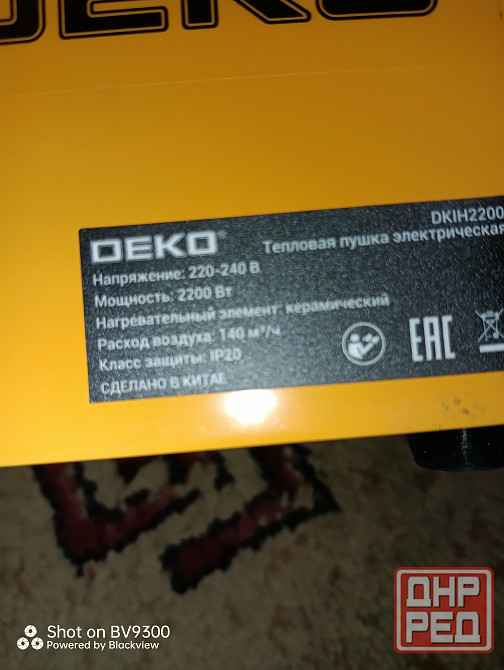 DEKO
DKIH2200
DEKO®
Тепловая пушка электрическая
Напряжение: 220-240 В
Мощность: 2200 Вт
Нагревательный элемент: керамический
Расход воздуха: 140 м³/ч
Класс защиты: IP20
СДЕЛАНО В КИТАЕ
EAC
Shot on BV9300
Powered by Blackview
ДНР
РЕД